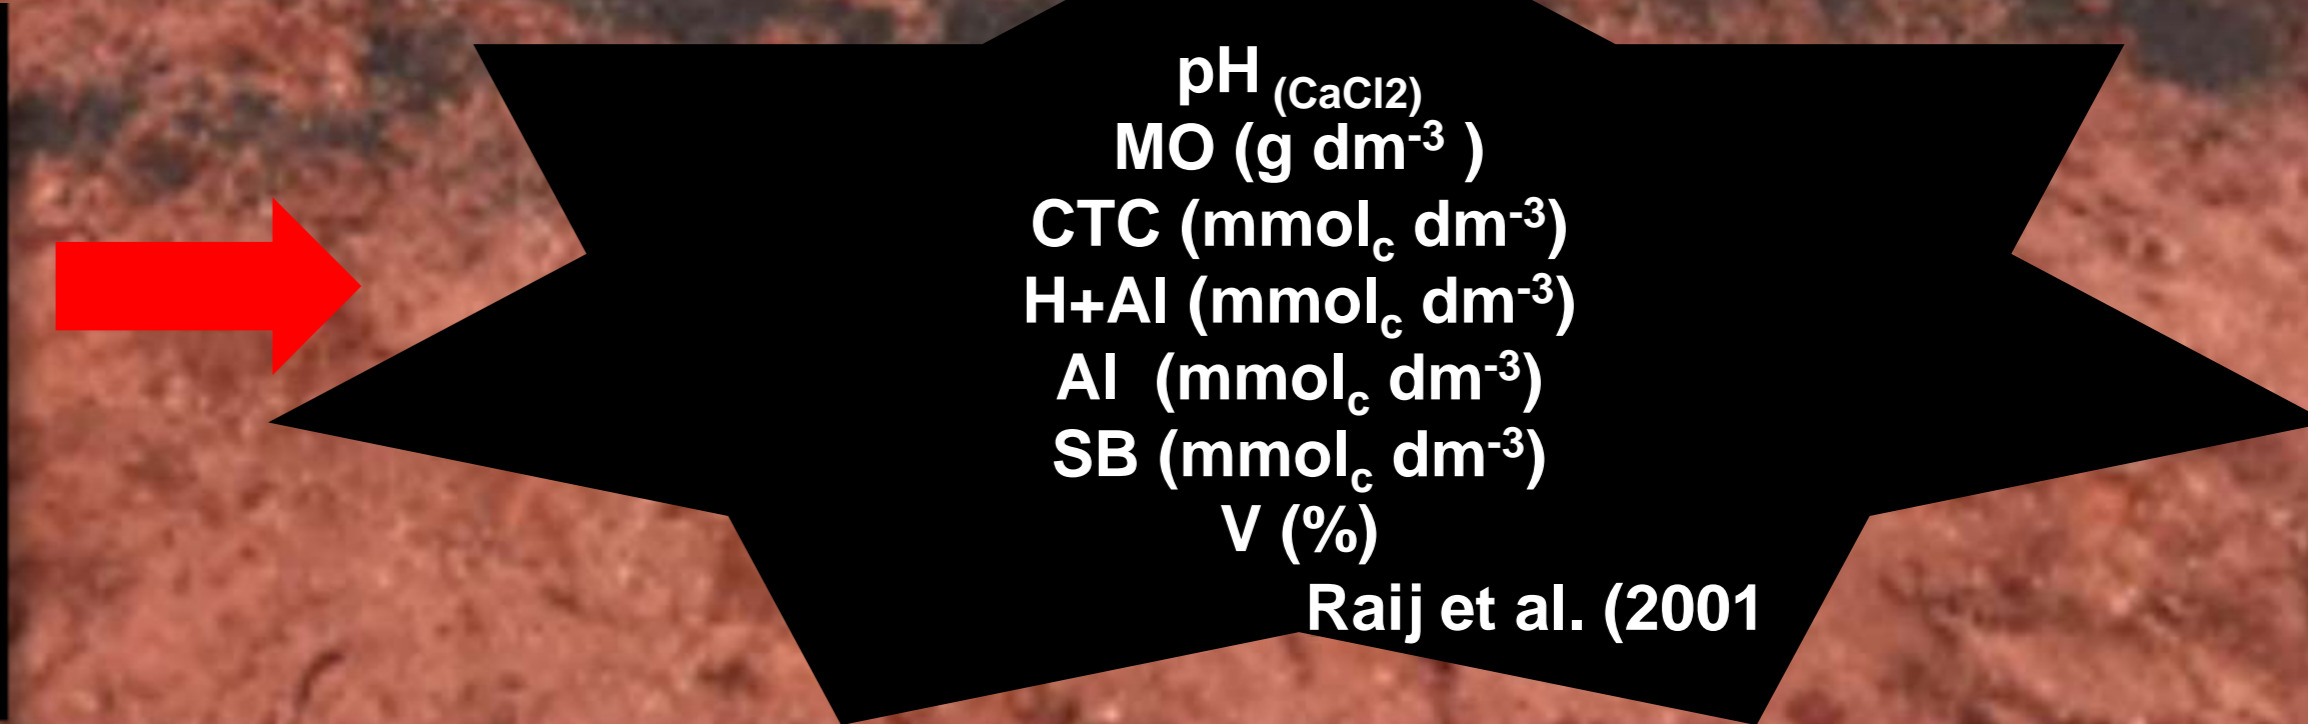 pH (CaCl2)
MO (g dm-3 )
CTC (mmolc dm-3)
H+Al (mmolc dm-3)
Al (mmolc dm-3)
SB (mmolc dm-3)
V (%)
Raij et al. (2001